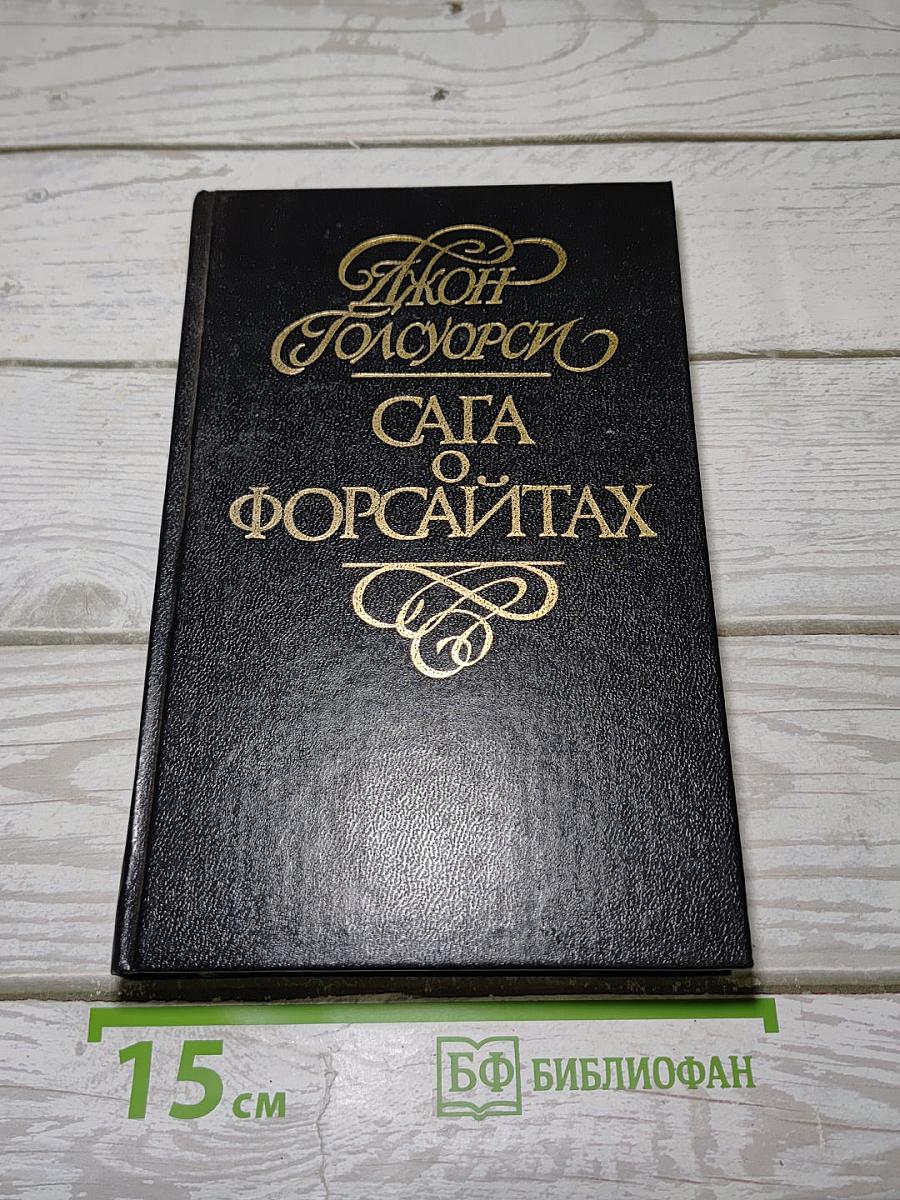 Джон
Голсуорси
САГА
О
ФОРСАЙТАХ
15 см
БФ БИБЛИОФАН